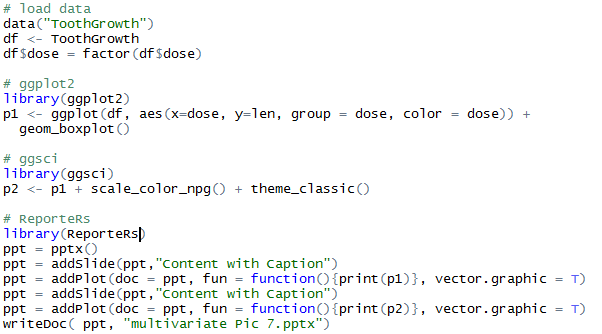 # load data
data("ToothGrowth")
df <- ToothGrowth
df$dose = factor(df$dose)
# ggplot2
library(ggplot2)
p1 <- ggplot(df, aes(x=dose, y=len, group = dose, color = dose)) +
  geom_boxplot()
# ggsci
library(ggsci)
p2 <- p1 + scale_color_npg() + theme_classic()
# ReporteRs
library(ReporteRs)
ppt = pptx()
ppt = addSlide(ppt,"Content with Caption")
ppt = addPlot(doc = ppt, fun = function(){print(p1)}, vector.graphic = T)
ppt = addSlide(ppt,"Content with Caption")
ppt = addPlot(doc = ppt, fun = function(){print(p2)}, vector.graphic = T)
writeDoc( ppt, "multivariate Pic 7.pptx")